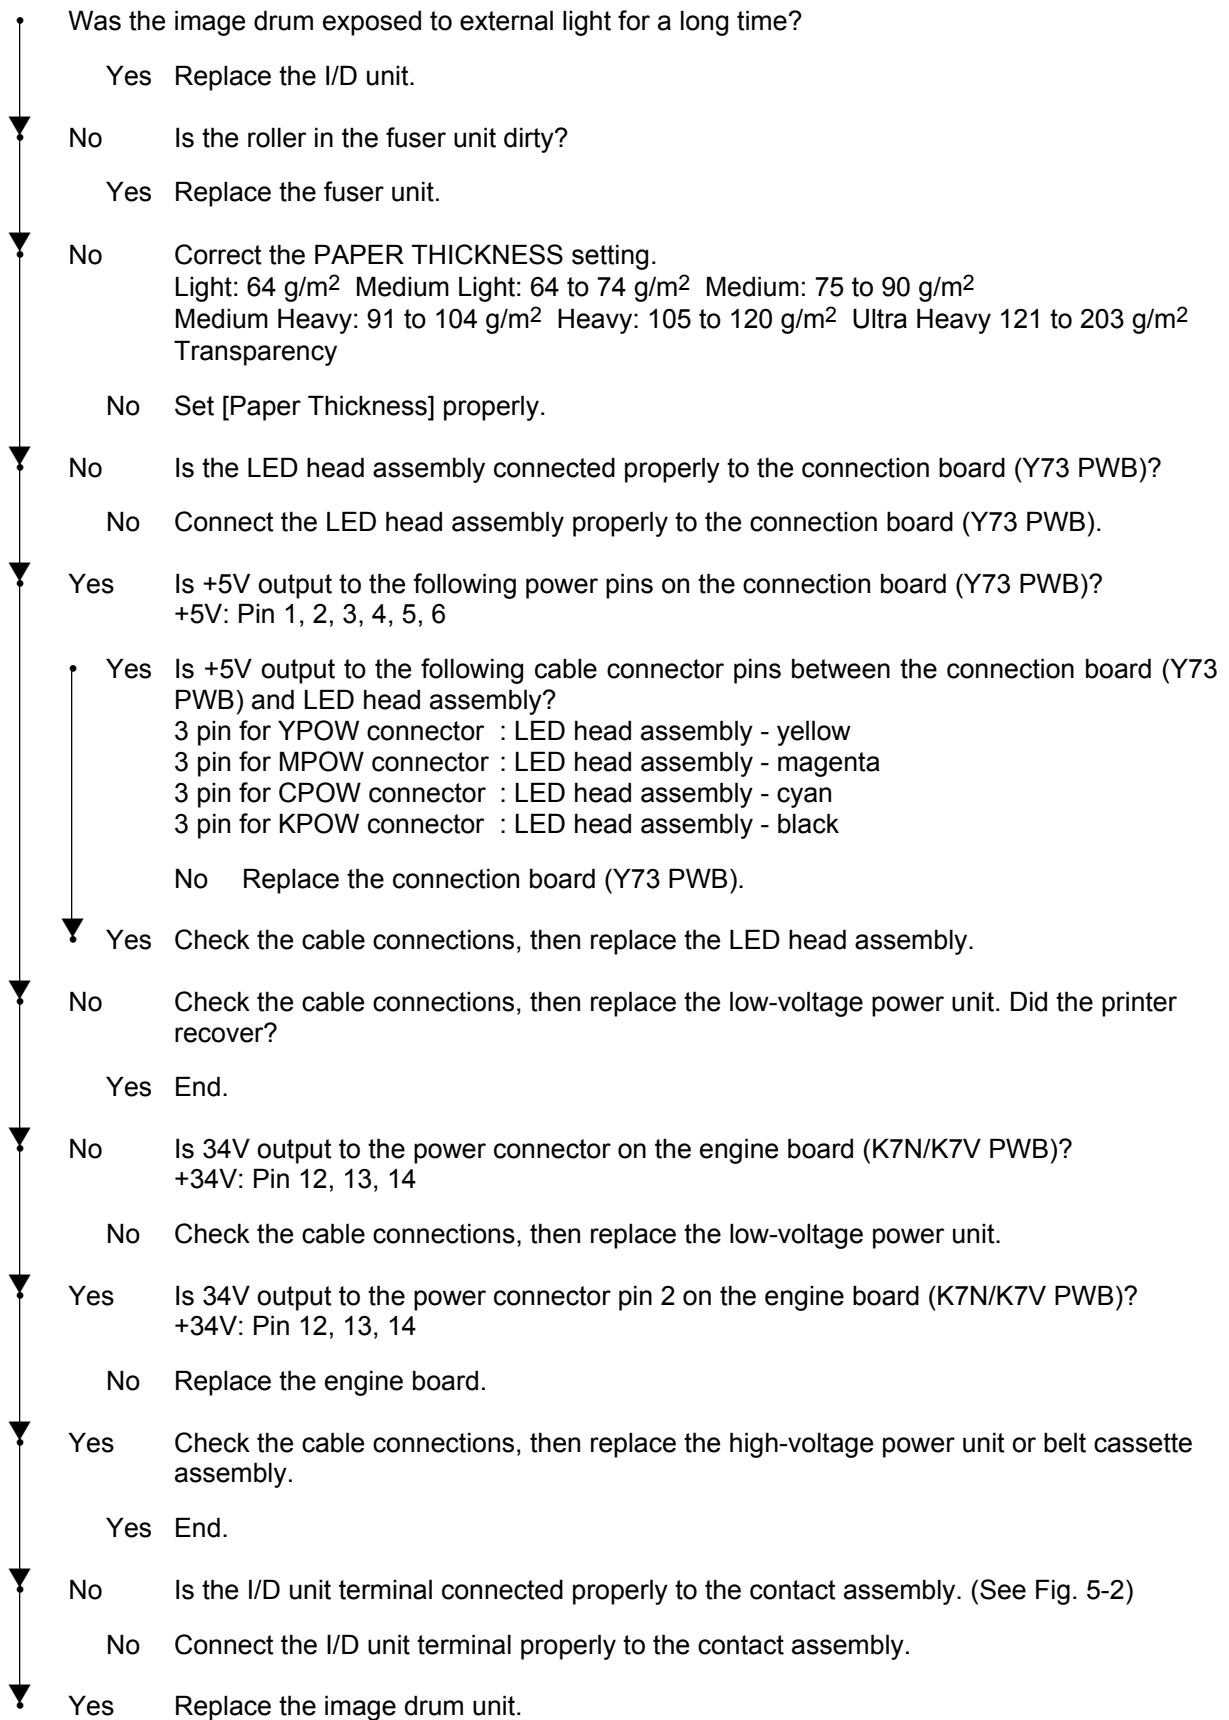 Was the image drum exposed to external light for a long time?
Yes Replace the I/D unit.
No Is the roller in the fuser unit dirty?
Yes Replace the fuser unit.
No Correct the PAPER THICKNESS setting.
Light: 64 g/m2 Medium Light: 64 to 74 g/m2 Medium: 75 to 90 g/m2
Medium Heavy: 91 to 104 g/m2 Heavy: 105 to 120 g/m2 Ultra Heavy 121 to 203 g/m2
Transparency
No Set [Paper Thickness] properly.
No Is the LED head assembly connected properly to the connection board (Y73 PWB)?
No Connect the LED head assembly properly to the connection board (Y73 PWB).
Yes Is +5V output to the following power pins on the connection board (Y73 PWB)?
+5V: Pin 1, 2, 3, 4, 5, 6
Yes Is +5V output to the following cable connector pins between the connection board (Y73
PWB) and LED head assembly?
3 pin for YPOW connector : LED head assembly - yellow
3 pin for MPOW connector : LED head assembly - magenta
3 pin for CPOW connector : LED head assembly - cyan
3 pin for KPOW connector : LED head assembly - black
No Replace the connection board (Y73 PWB).
Yes Check the cable connections, then replace the LED head assembly.
No Check the cable connections, then replace the low-voltage power unit. Did the printer
recover?
Yes End.
No Is 34V output to the power connector on the engine board (K7N/K7V PWB)?
+34V: Pin 12, 13, 14
No Check the cable connections, then replace the low-voltage power unit.
Yes Is 34V output to the power connector pin 2 on the engine board (K7N/K7V PWB)?
+34V: Pin 12, 13, 14
No Replace the engine board.
Yes Check the cable connections, then replace the high-voltage power unit or belt cassette
assembly.
Yes End.
No Is the I/D unit terminal connected properly to the contact assembly. (See Fig. 5-2)
No Connect the I/D unit terminal properly to the contact assembly.
Yes Replace the image drum unit.